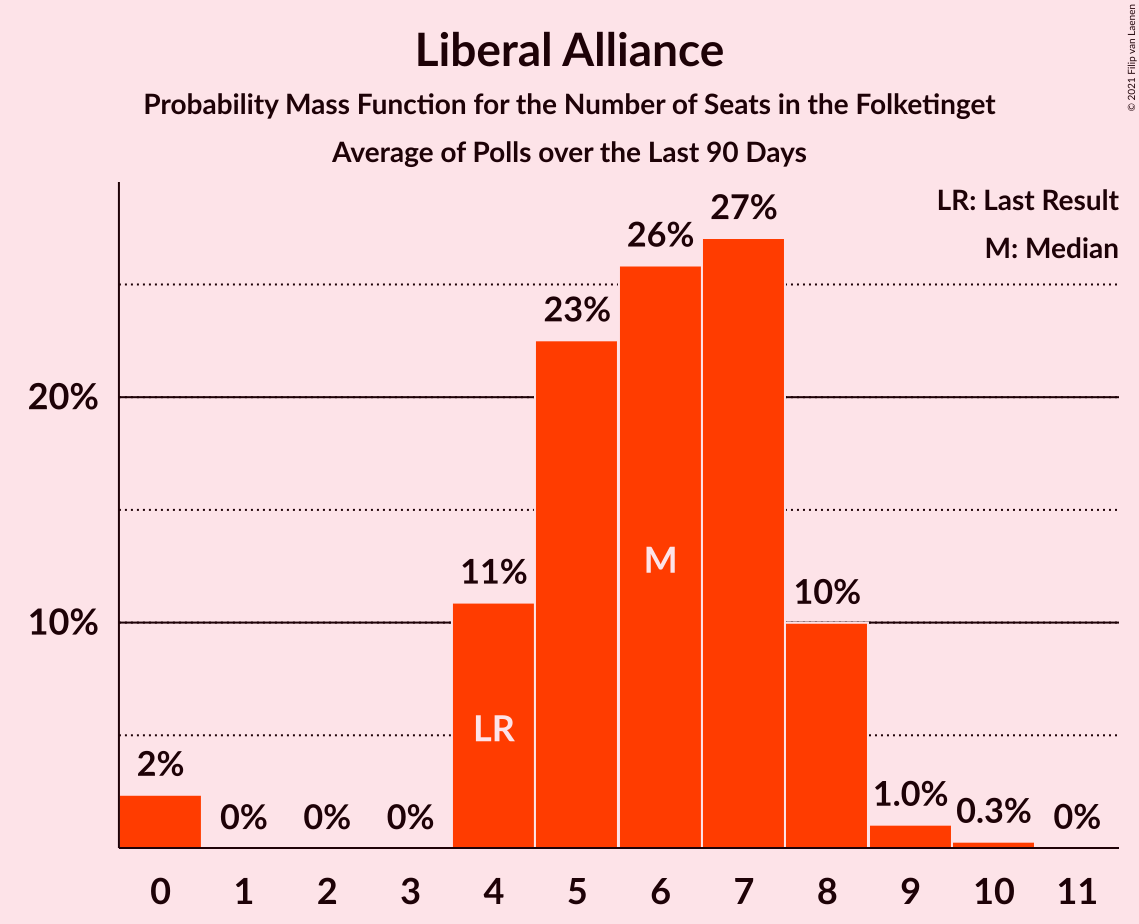 Liberal Alliance
Probability Mass Function for the Number of Seats in the Folketinget
Average of Polls over the Last 90 Days
© 2021 Filip van Laenen
LR: Last Result
M: Median
27%
26%
23%
20%
11%
M
10%
10%
LR
2%
0%
0%
0%
1.0%
0.3%
0%
0 1 2 3 4 5 6 7 8 9 10 11